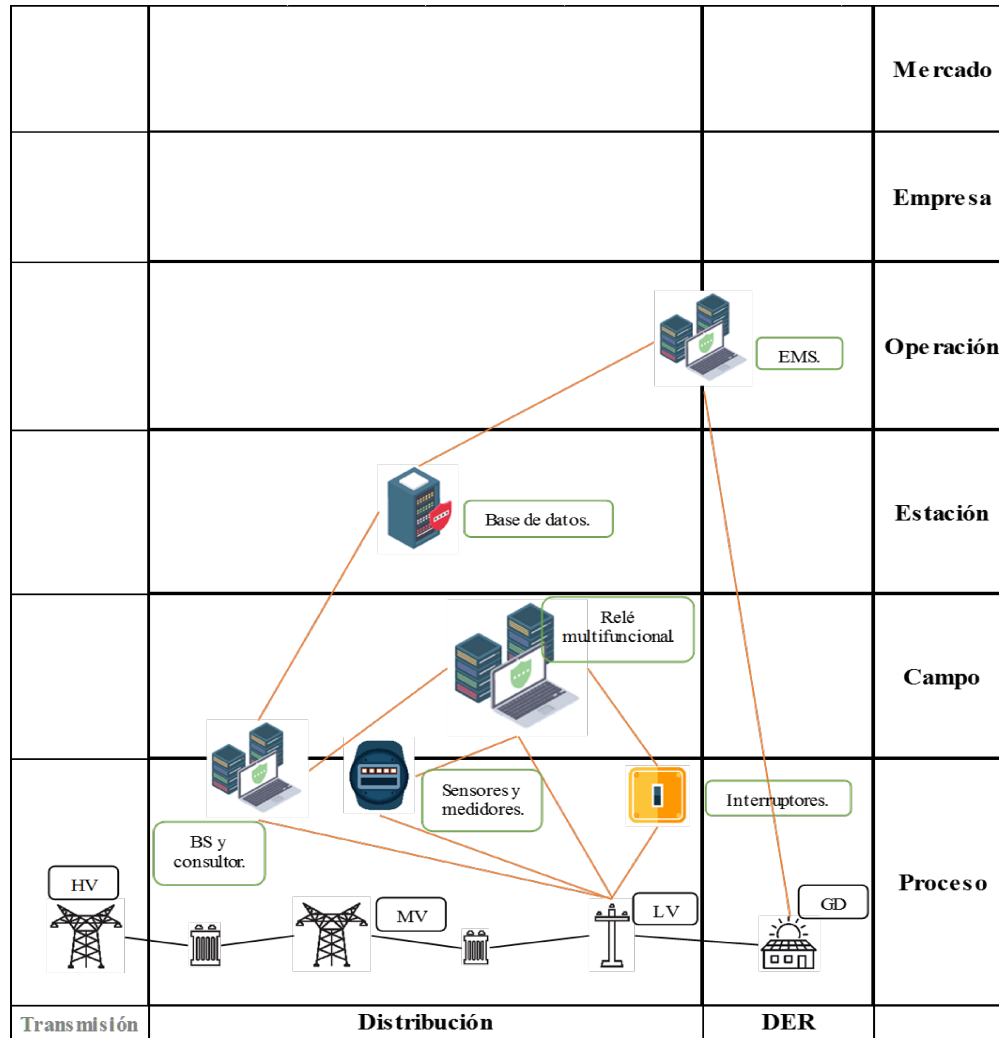 Mercado
Empresa
Operación
EMS.
Estación
Base de datos.
Relé
multifuncional
Campo
Sensores y
medidores.
Interruptores.
BS y
consultor.
Proceso
HV
MV
LV
GD
Transmisión
Distribución
DER